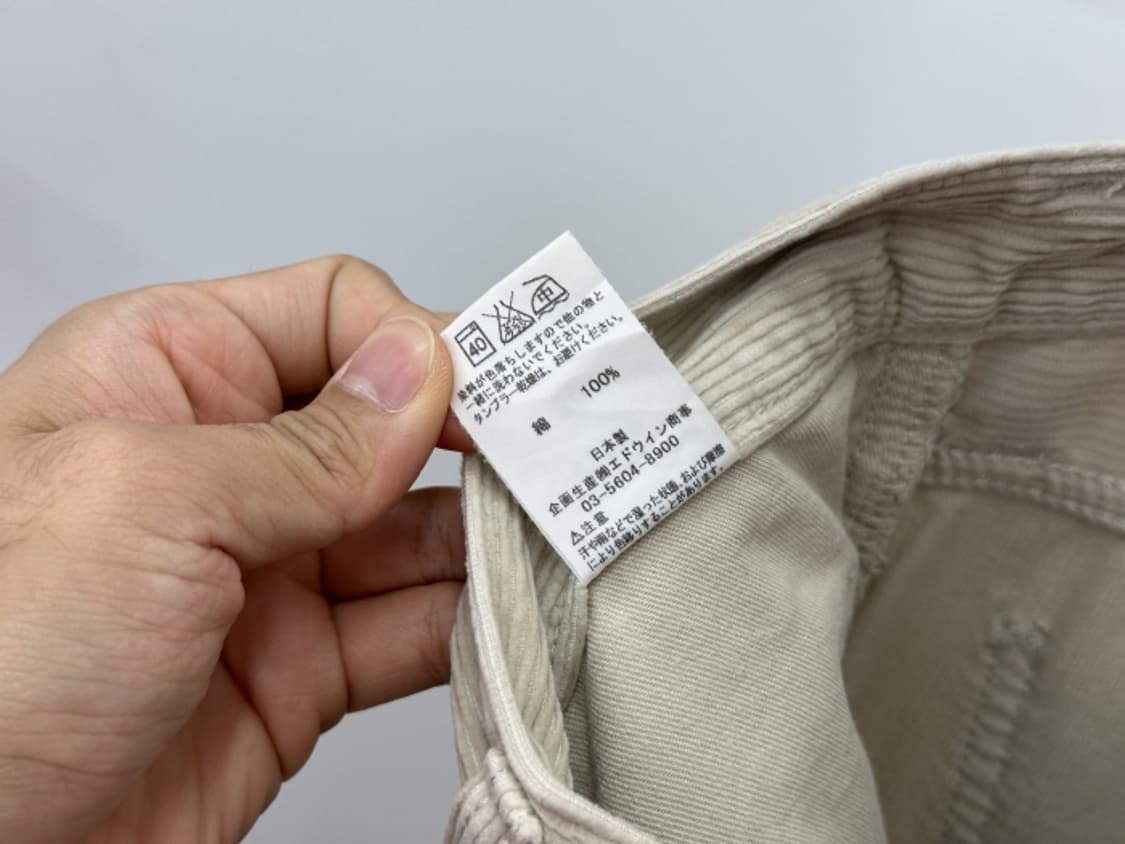 40 中
染料が色落ちしますので他の物と
一緒に洗わないでください。
タンブラー乾燥は、お避けください。
綿 100%
日本製
企画生産㈱エドウイン商事
03-5604-8900
⚠注意
汗や雨などで湿った状態、および摩擦
により色移りすることがあります。